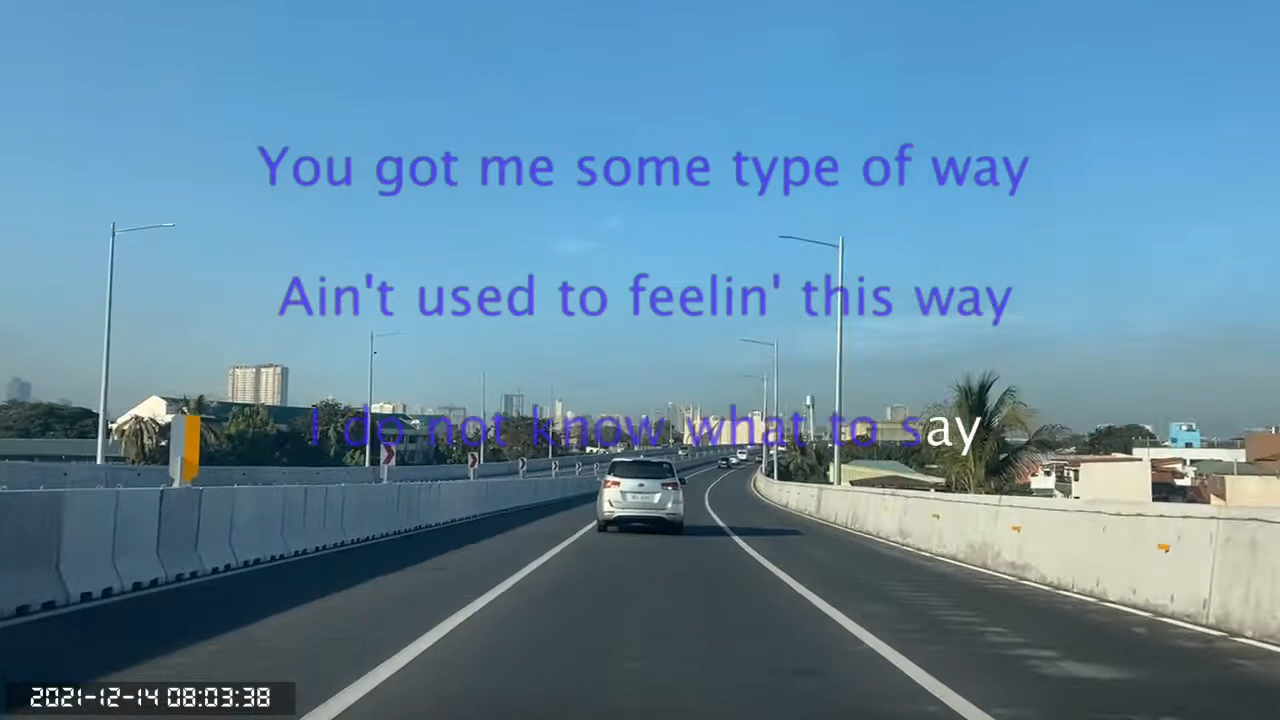 You got me some type of way
Ain't used to feelin' this way
I do not know what to say
2021-12-14 08:03:38